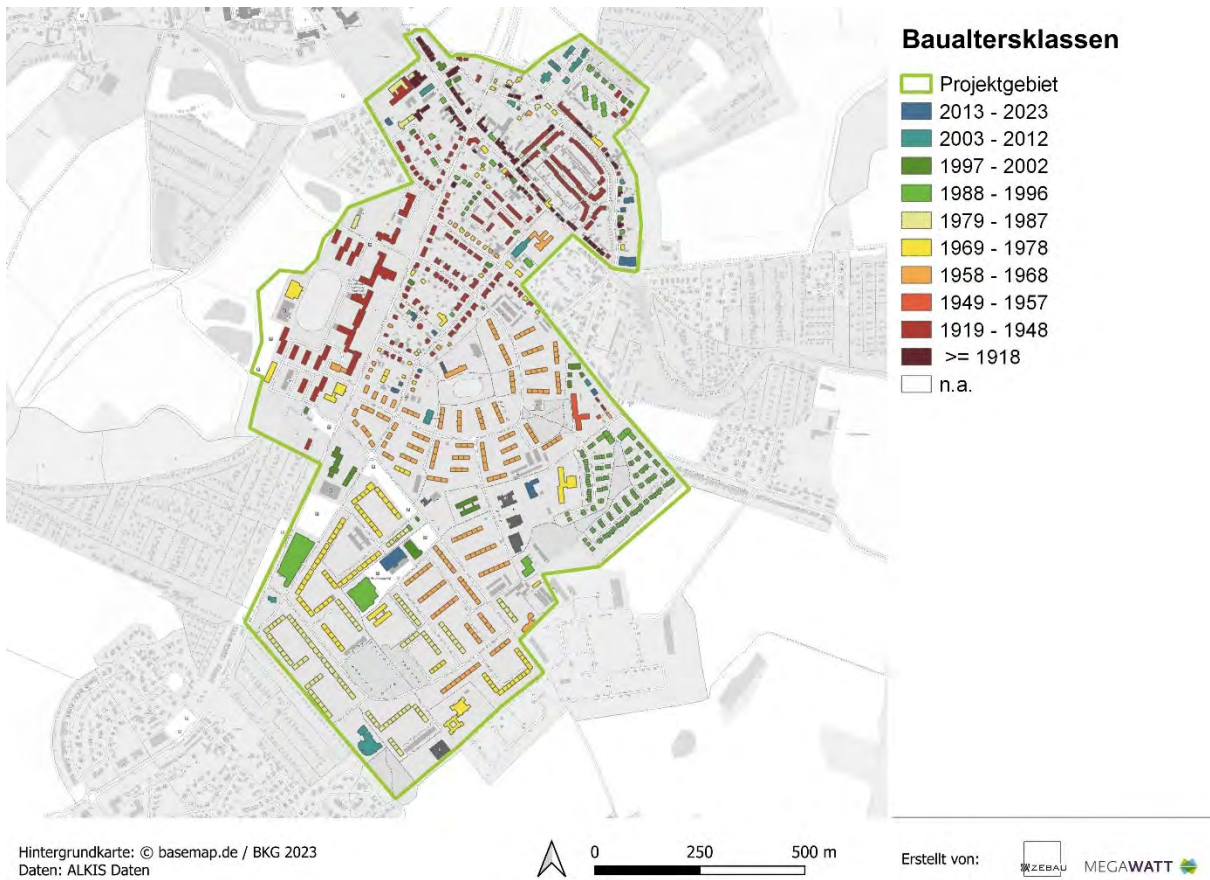 Baualtersklassen
Projektgebiet
2013 - 2023
2003 - 2012
1997 - 2002
1988 - 1996
1979 - 1987
1969 - 1978
1958 - 1968
1949 - 1957
1919 - 1948
>= 1918
n.a.
Hintergrundkarte: © basemap.de / BKG 2023
Daten: ALKIS Daten
0 250 500 m
Erstellt von:
ZEBAU
MEGAWATT